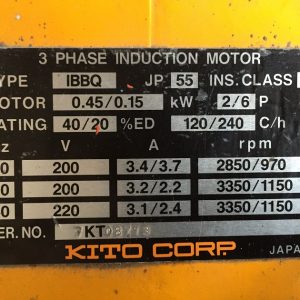 3 PHASE INDUCTION MOTOR
YPE IBBQ JP 55 INS. CLASS
OTOR 0.45/0.15 kW 2/6 P
ATING 40/20 %ED 120/240 C/h
z V A rpm
0 200 3.4/3.7 2850/970
0 200 3.2/2.2 3350/1150
0 220 3.1/2.4 3350/1150
ER. NO.
KITO CORP. JAPA